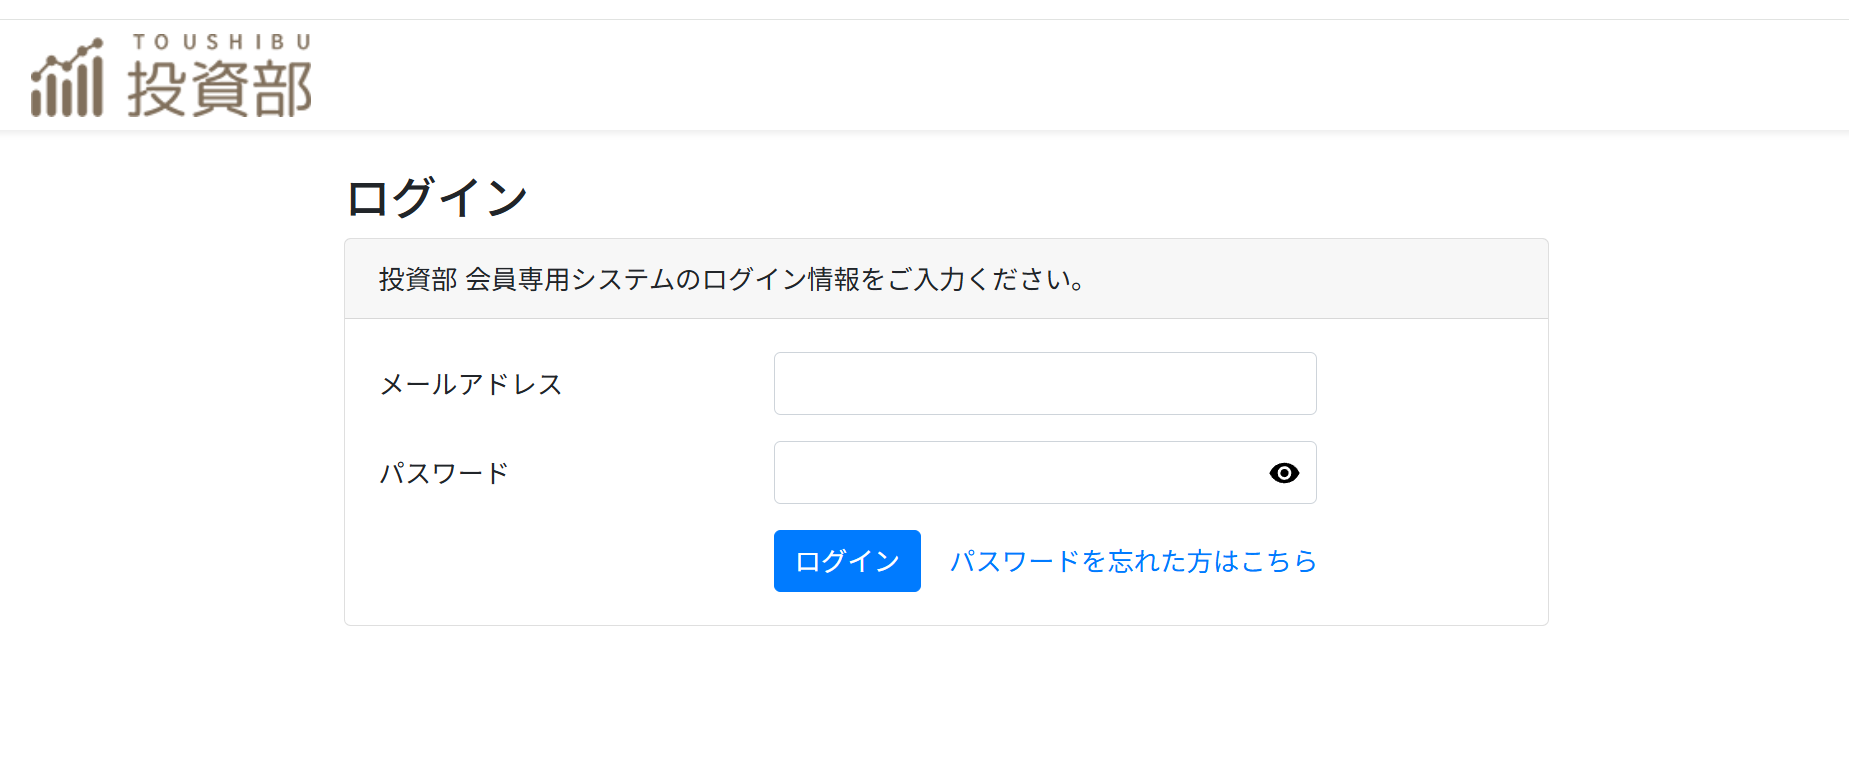 TOUSHIBU
投資部
ログイン
投資部 会員専用システムのログイン情報をご入力ください。
メールアドレス
パスワード
ログイン パスワードを忘れた方はこちら